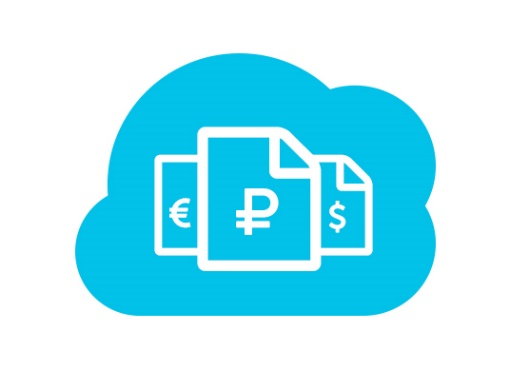 € ₽ $